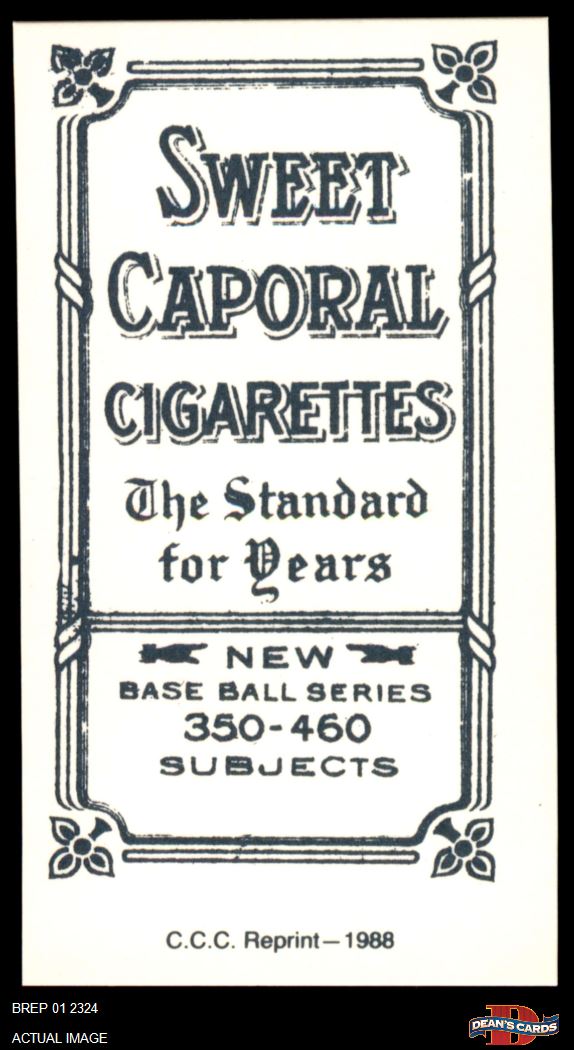 SWEET
CAPORAL
CIGARETTES
The Standard
for Years
NEW
BASE BALL SERIES
350-460
SUBJECTS
C.C.C. Reprint—1988
BREP 01 2324
ACTUAL IMAGE
D
DEAN'S CARDS